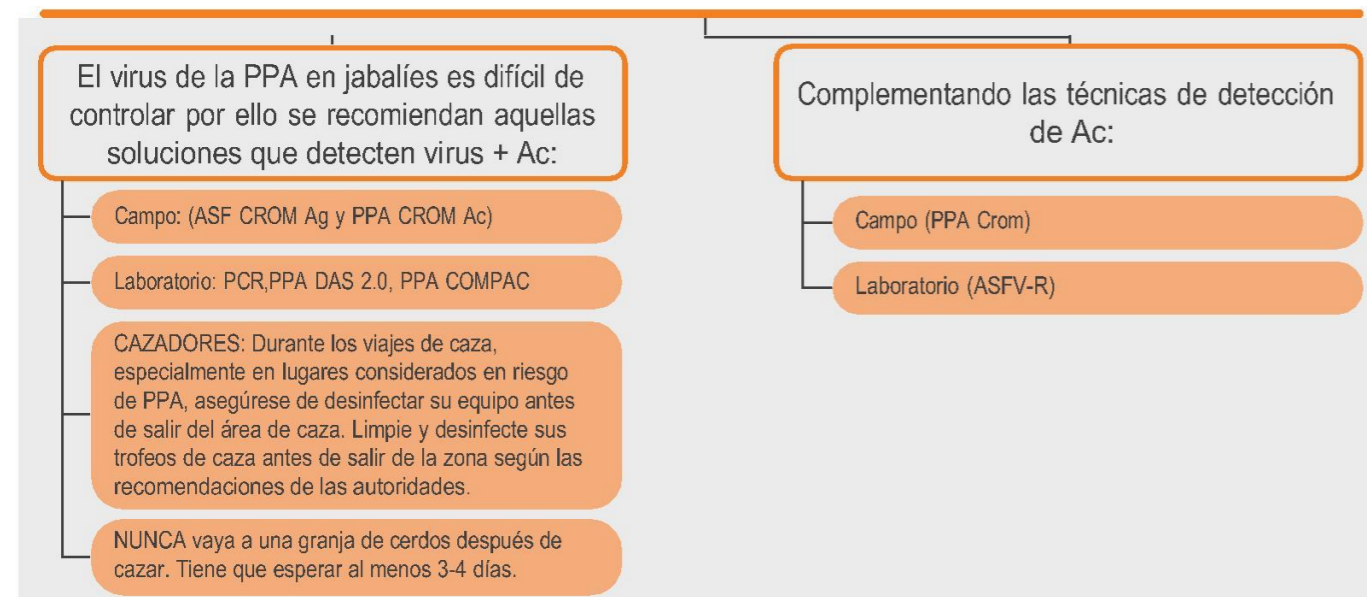 El virus de la PPA en jabalíes es difícil de
controlar por ello se recomiendan aquellas
soluciones que detecten virus + Ac:
Campo: (ASF CROM Ag y PPA CROM Ac)
Laboratorio: PCR,PPA DAS 2.0, PPA COMPAC
CAZADORES: Durante los viajes de caza,
especialmente en lugares considerados en riesgo
de PPA, asegúrese de desinfectar su equipo antes
de salir del área de caza. Limpie y desinfecte sus
trofeos de caza antes de salir de la zona según las
recomendaciones de las autoridades.
NUNCA vaya a una granja de cerdos después de
cazar. Tiene que esperar al menos 3-4 días.
Complementando las técnicas de detección
de Ac:
Campo (PPA Crom)
Laboratorio (ASFV-R)